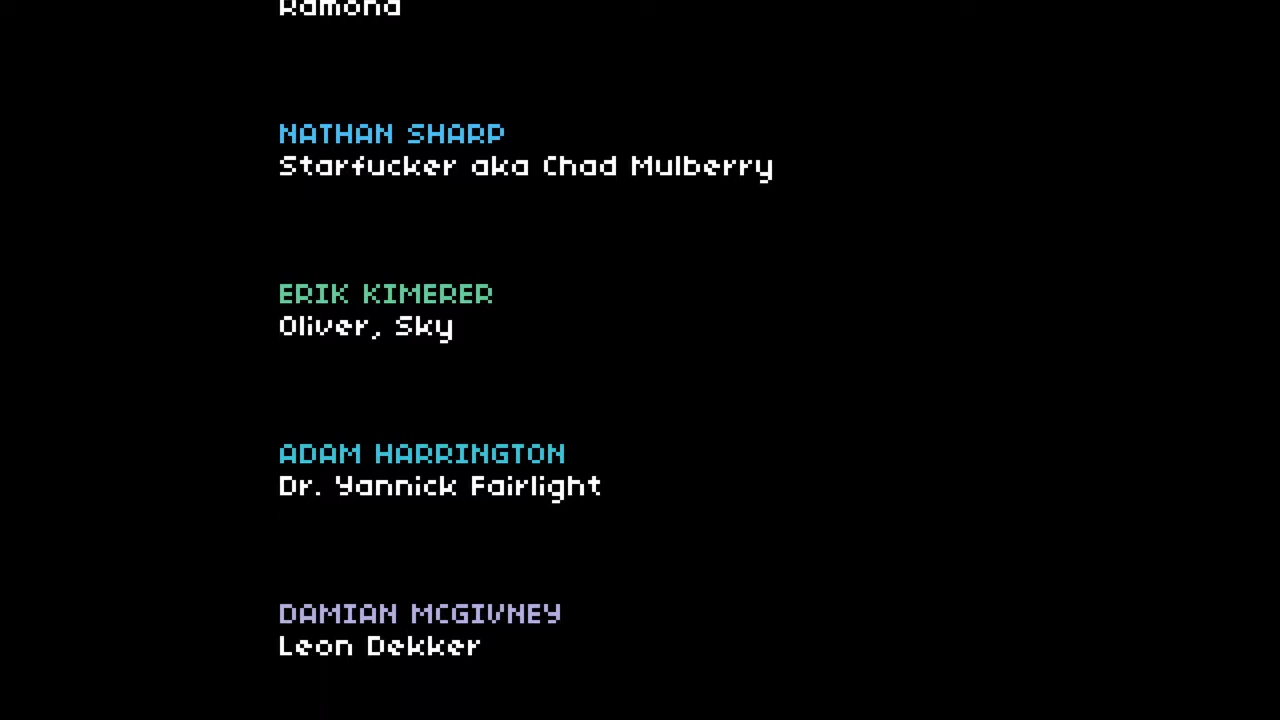 Ramona
NATHAN SHARP
Starfucker aka Chad Mulberry
ERIK KIMERER
Oliver, Sky
ADAM HARRINGTON
Dr. Yannick Fairlight
DAMIAN MCGIVNEY
Leon Dekker